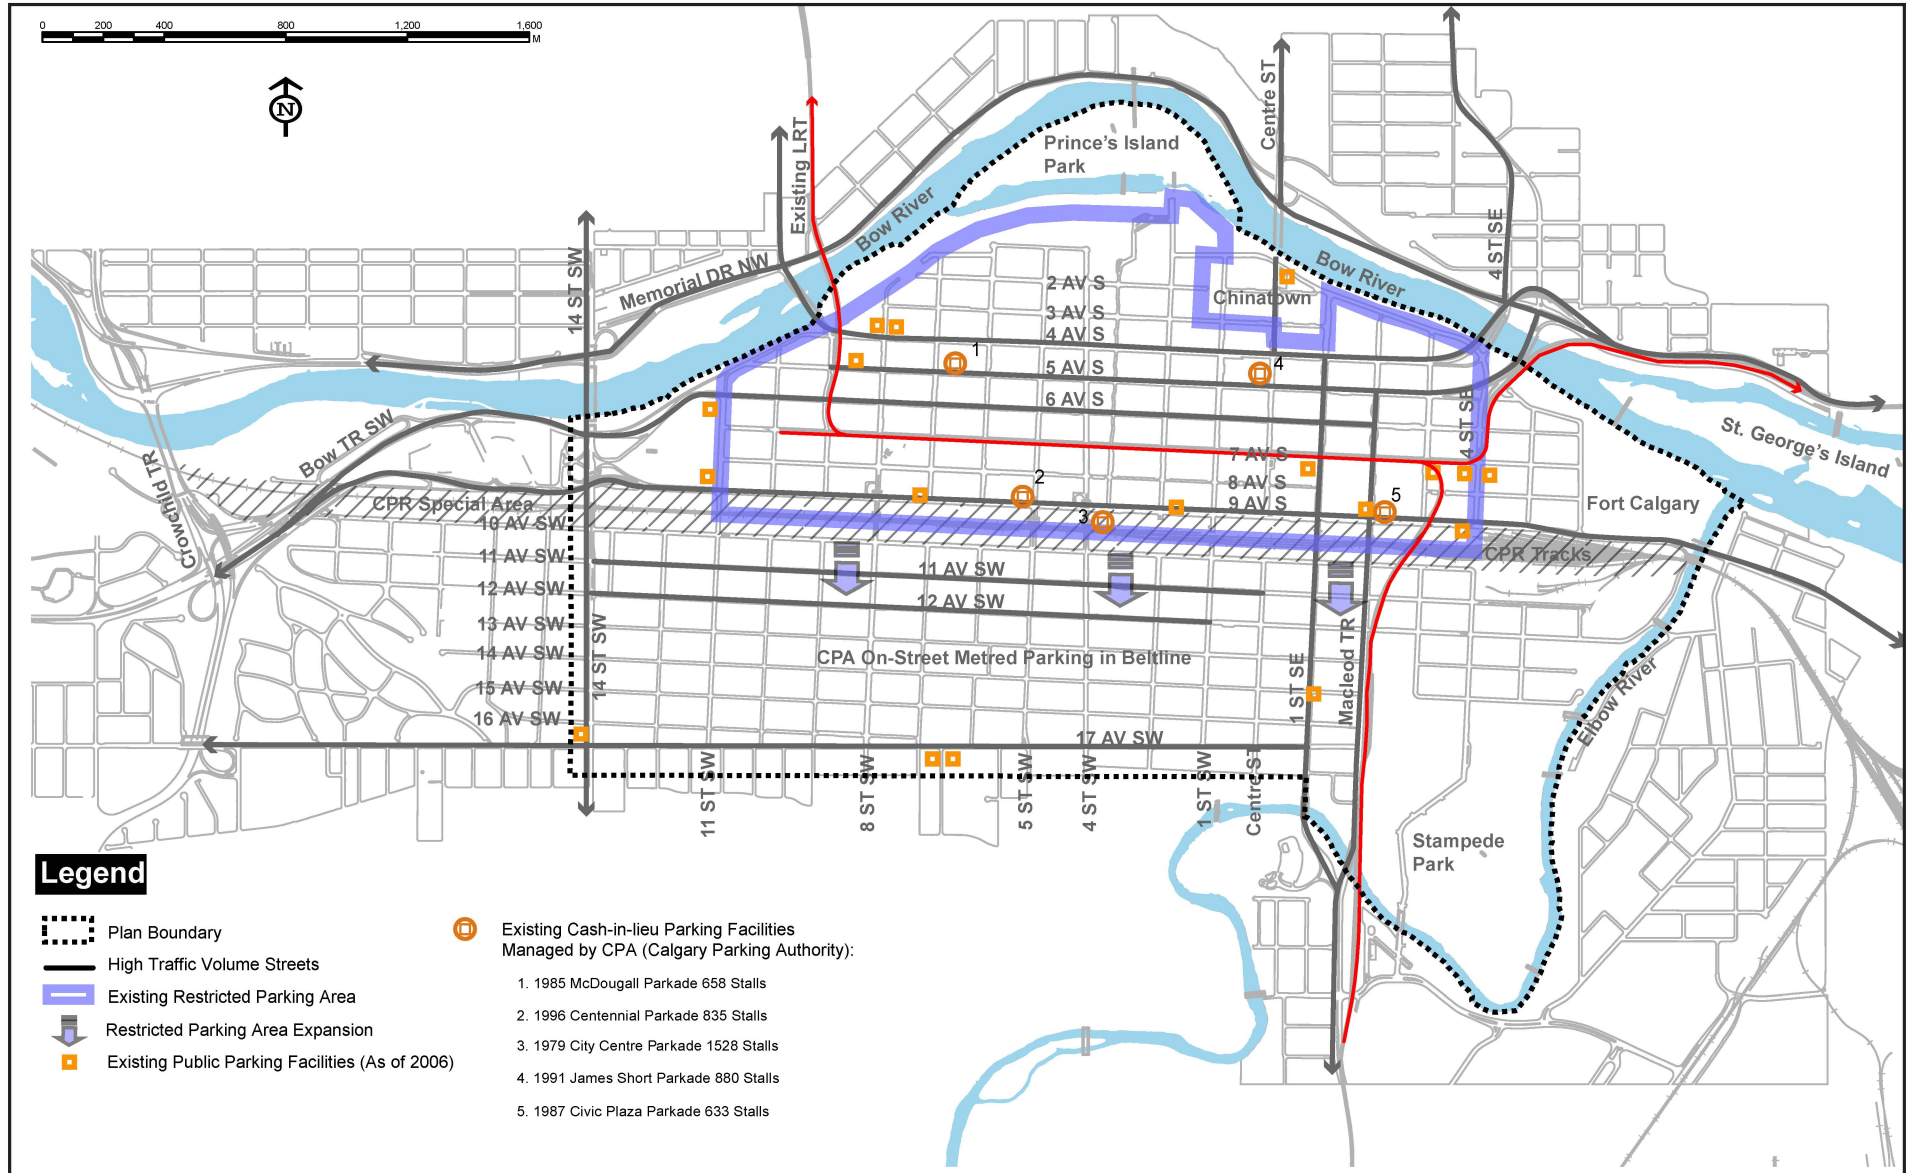 0 200 400 800 1,200 1,600
M
N
Existing LRT
Centre ST
Prince's Island
Park
Bow River
4 ST SE
14 ST SW
Memorial DR NW
Bow River
2 AV S
Chinatown
3 AV S
4 AV S
1
4
5 AV S
6 AV S
4 ST SE
St. George's Island
Bow TR SW
7 AV S
Crowchild TR
2
8 AV S
5
CPR Special Area
9 AV S
Fort Calgary
3
10 AV SW
CPR Tracks
11 AV SW
11 AV SW
12 AV SW
12 AV SW
13 AV SW
14 ST SW
14 AV SW
CPA On-Street Metred Parking in Beltline
1 ST SE
Macleod TR
Elbow River
15 AV SW
16 AV SW
17 AV SW
11 ST SW
8 ST SW
5 ST SW
4 ST SW
1 ST SW
Centre ST
Stampede
Park
Legend
Plan Boundary
High Traffic Volume Streets
Existing Restricted Parking Area
Restricted Parking Area Expansion
Existing Public Parking Facilities (As of 2006)
Existing Cash-in-lieu Parking Facilities
Managed by CPA (Calgary Parking Authority):
1. 1985 McDougall Parkade 658 Stalls
2. 1996 Centennial Parkade 835 Stalls
3. 1979 City Centre Parkade 1528 Stalls
4. 1991 James Short Parkade 880 Stalls
5. 1987 Civic Plaza Parkade 633 Stalls